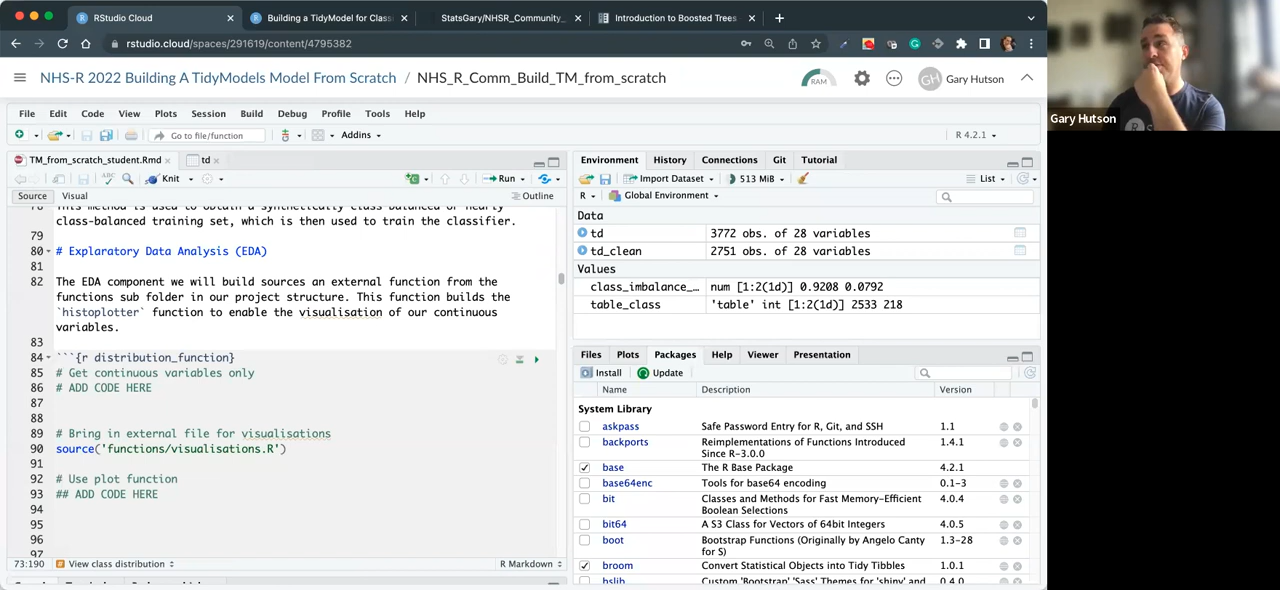 RStudio Cloud
Building a TidyModel for Class
StatsGary/NHSR_Community_
Introduction to Boosted Trees
rstudio.cloud/spaces/291619/content/4795382
NHS-R 2022 Building A TidyModels Model From Scratch / NHS_R_Comm_Build_TM_from_scratch
RAM
GH Gary Hutson
File Edit Code View Plots Session Build Debug Profile Tools Help
Go to file/function
Addins
R 4.2.1
TM_from_scratch_student.Rmd
td
ABC
Knit
Run
Source Visual
Outline
class-balanced training set, which is then used to train the classifier.
79
80 # Explaratory Data Analysis (EDA)
81
82 The EDA component we will build sources an external function from the
functions sub folder in our project structure. This function builds the
`histoplotter` function to enable the visualisation of our continuous
variables.
83
84 ```{r distribution_function}
85 # Get continuous variables only
86 # ADD CODE HERE
87
88
89 # Bring in external file for visualisations
90 source('functions/visualisations.R')
91
92 # Use plot function
93 ## ADD CODE HERE
94
95
96
97
73:190 # View class distribution
R Markdown
Environment History Connections Git Tutorial
Import Dataset 513 MiB
List
R Global Environment
Data
td 3772 obs. of 28 variables
td_clean 2751 obs. of 28 variables
Values
class_imbalance_… num [1:2(1d)] 0.9208 0.0792
table_class 'table' int [1:2(1d)] 2533 218
Files Plots Packages Help Viewer Presentation
Install Update
Name Description Version
System Library
askpass Safe Password Entry for R, Git, and SSH 1.1
backports Reimplementations of Functions Introduced Since R-3.0.0 1.4.1
base The R Base Package 4.2.1
base64enc Tools for base64 encoding 0.1-3
bit Classes and Methods for Fast Memory-Efficient Boolean Selections 4.0.4
bit64 A S3 Class for Vectors of 64bit Integers 4.0.5
boot Bootstrap Functions (Originally by Angelo Canty for S) 1.3-28
broom Convert Statistical Objects into Tidy Tibbles 1.0.1
Gary Hutson